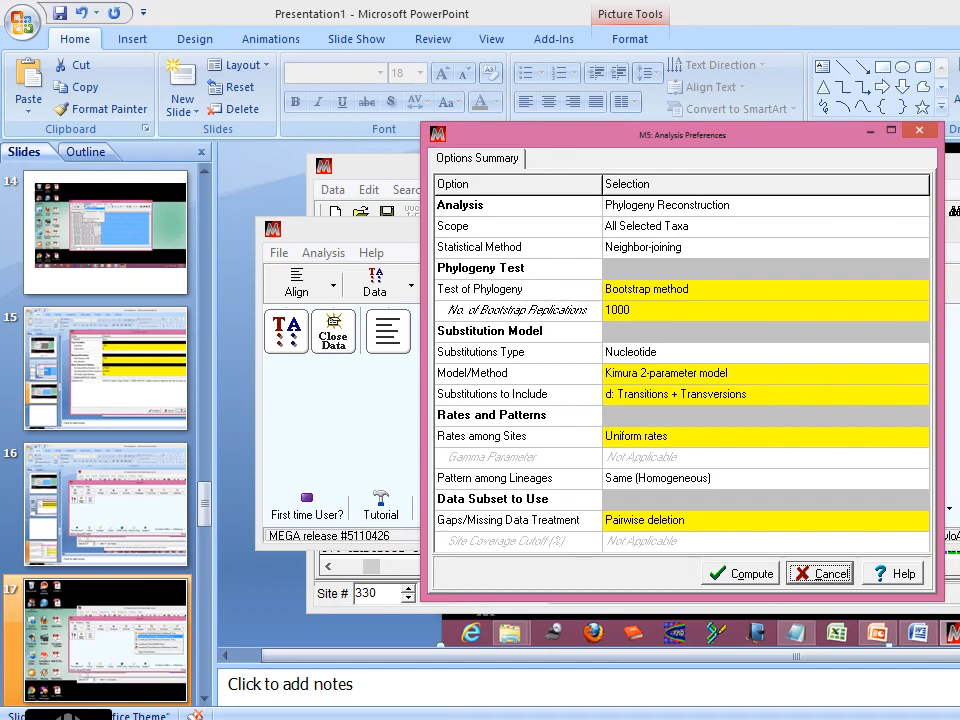 Presentation1 - Microsoft PowerPoint
Picture Tools
Home Insert Design Animations Slide Show Review View Add-Ins Format
Paste
Cut
Copy
Format Painter
Clipboard
New Slide
Layout
Reset
Delete
Slides
18
B I U abe S AV Aa A
Font
Text Direction
Align Text
Convert to SmartArt
Slides Outline x
14
15
16
17
Data Edit
File Analysis Help
Align
Data
TA
Close Data
First time User?
Tutorial
MEGA release #5110426
Site # 330
M5: Analysis Preferences
Options Summary
Option Selection
Analysis Phylogeny Reconstruction
Scope All Selected Taxa
Statistical Method Neighbor-joining
Phylogeny Test
Test of Phylogeny Bootstrap method
No. of Bootstrap Replications 1000
Substitution Model
Substitutions Type Nucleotide
Model/Method Kimura 2-parameter model
Substitutions to Include d: Transitions + Transversions
Rates and Patterns
Rates among Sites Uniform rates
Gamma Parameter Not Applicable
Pattern among Lineages Same (Homogeneous)
Data Subset to Use
Gaps/Missing Data Treatment Pairwise deletion
Site Coverage Cutoff (%) Not Applicable
Compute Cancel Help
Click to add notes